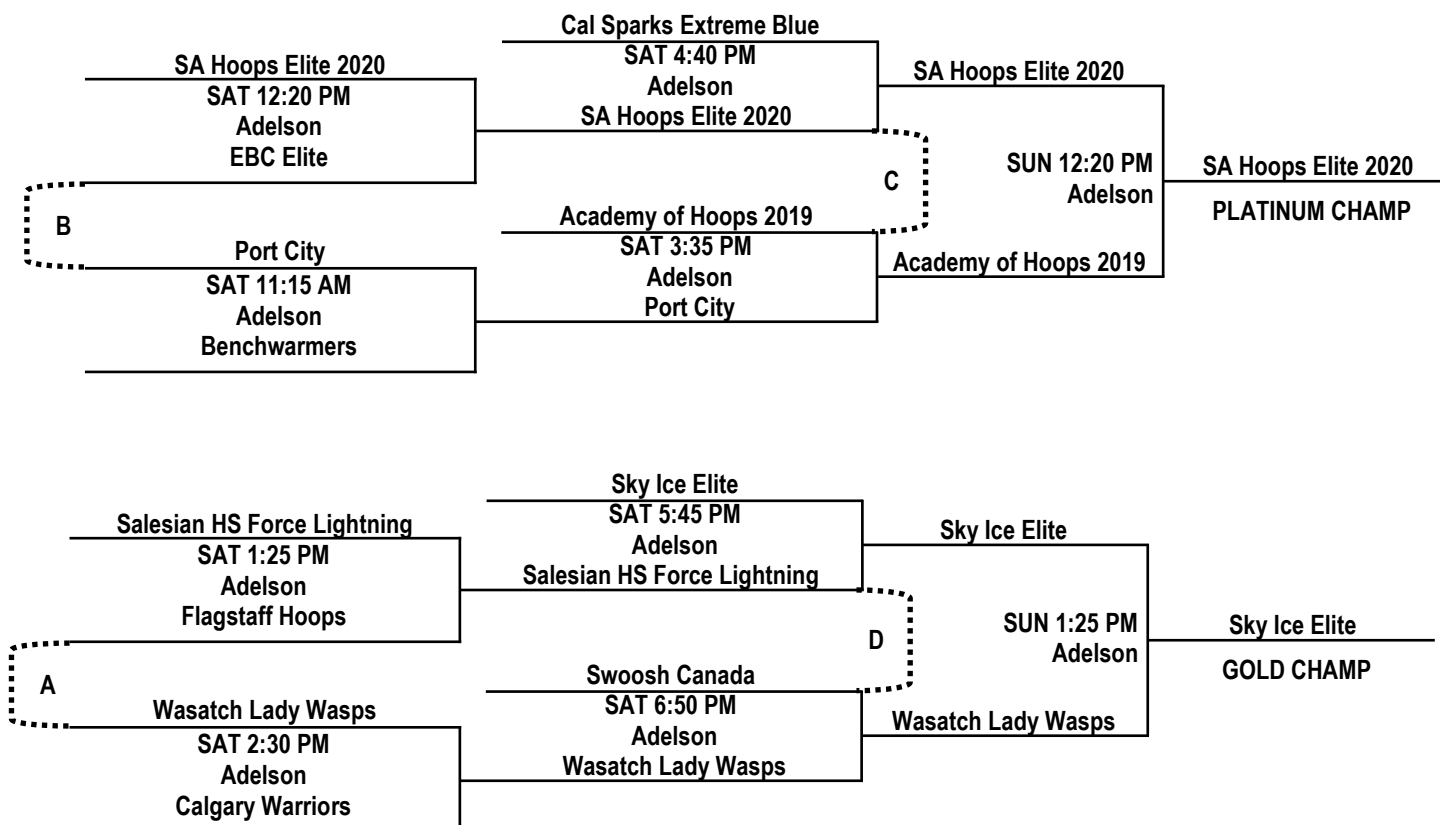 Cal Sparks Extreme Blue
SA Hoops Elite 2020
SAT 4:40 PM
SA Hoops Elite 2020
SAT 12:20 PM
Adelson
Adelson
SA Hoops Elite 2020
EBC Elite
SUN 12:20 PM
SA Hoops Elite 2020
C
Adelson
Academy of Hoops 2019
PLATINUM CHAMP
B
Port City
SAT 3:35 PM
Academy of Hoops 2019
SAT 11:15 AM
Adelson
Adelson
Port City
Benchwarmers
Sky Ice Elite
Salesian HS Force Lightning
SAT 5:45 PM
Sky Ice Elite
SAT 1:25 PM
Adelson
Adelson
Salesian HS Force Lightning
Flagstaff Hoops
SUN 1:25 PM
Sky Ice Elite
D
Adelson
Swoosh Canada
GOLD CHAMP
A
Wasatch Lady Wasps
SAT 6:50 PM
Wasatch Lady Wasps
SAT 2:30 PM
Adelson
Adelson
Wasatch Lady Wasps
Calgary Warriors